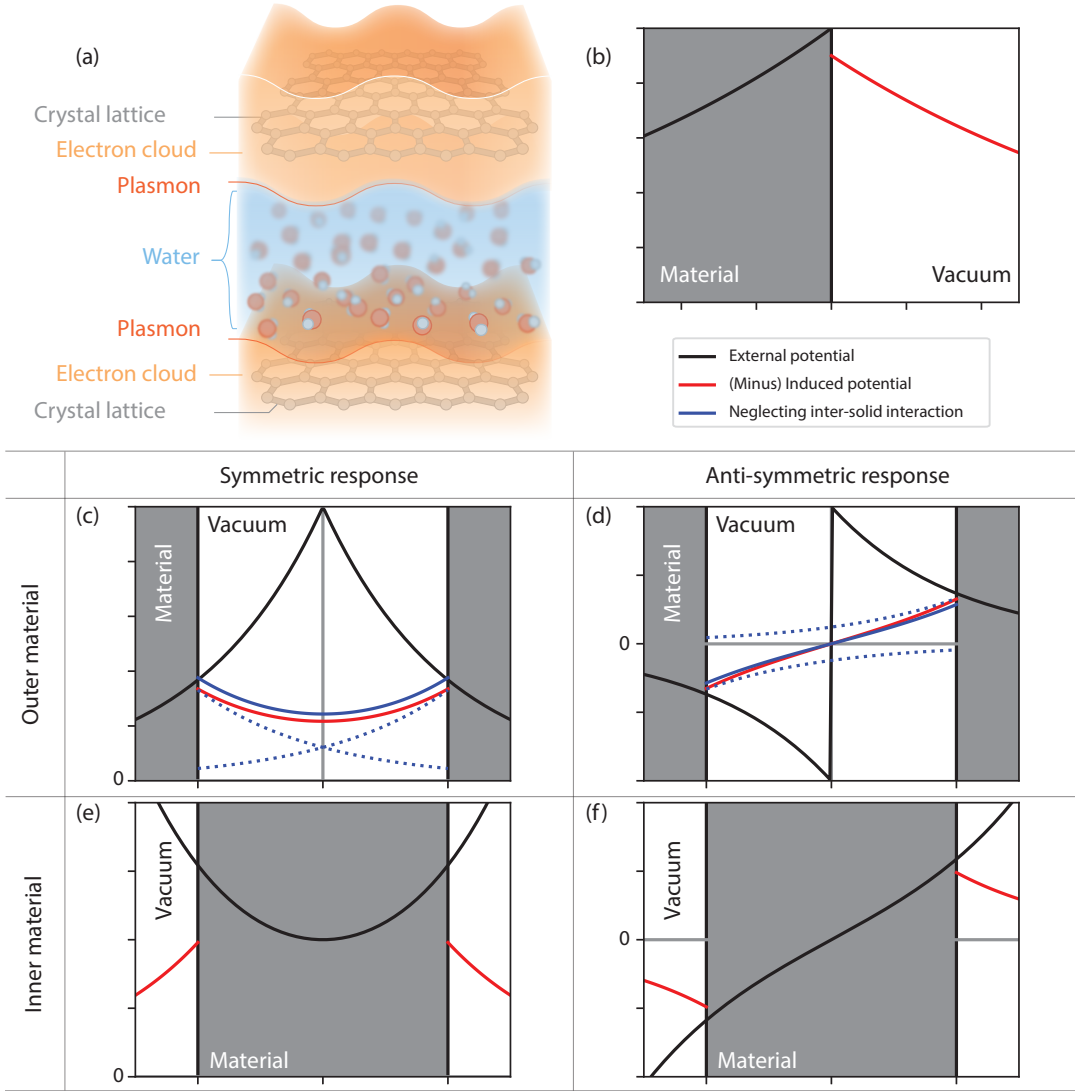 (a)
Crystal lattice
Electron cloud
Plasmon
Water
Plasmon
Electron cloud
Crystal lattice
(b)
Material
Vacuum
External potential
(Minus) Induced potential
Neglecting inter-solid interaction
Symmetric response
Anti-symmetric response
Outer material
(c)
Vacuum
Material
0
(d)
Vacuum
Material
0
Inner material
(e)
Vacuum
Material
0
(f)
Vacuum
0
Material